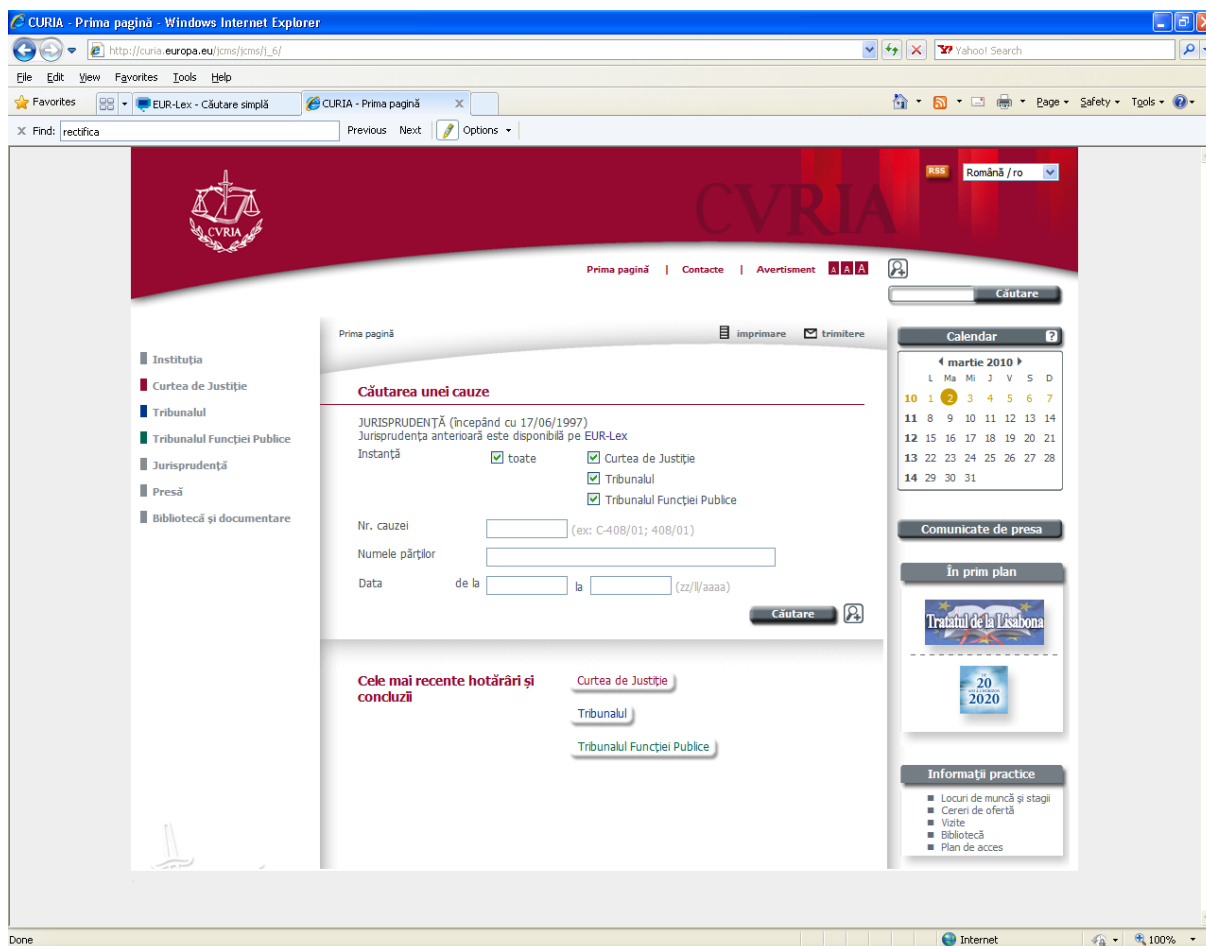 CURIA - Prima pagină - Windows Internet Explorer
http://curia.europa.eu/jcms/jcms/j_6/
Yahoo! Search
File Edit View Favorites Tools Help
Favorites
EUR-Lex - Căutare simplă
CURIA - Prima pagină X
Page Safety Tools
X Find: rectifica Previous Next Options
CVRIA
CVRIA
RSS Română / ro
Prima pagină | Contacte | Avertisment A A A
Căutare
Instituția
Curtea de Justiție
Tribunalul
Tribunalul Funcției Publice
Jurisprudență
Presă
Bibliotecă și documentare
Prima pagină imprimare trimitere
Căutarea unei cauze
JURISPRUDENȚĂ (începând cu 17/06/1997)
Jurisprudența anterioară este disponibilă pe EUR-Lex
Instanță toate Curtea de Justiție
Tribunalul
Tribunalul Funcției Publice
Nr. cauzei (ex: C-408/01; 408/01)
Numele părților
Data de la la (zz/ll/aaaa)
Căutare
Cele mai recente hotărâri și
concluzii
Curtea de Justiție
Tribunalul
Tribunalul Funcției Publice
Calendar ?
martie 2010
L Ma Mi J V S D
10 1 2 3 4 5 6 7
11 8 9 10 11 12 13 14
12 15 16 17 18 19 20 21
13 22 23 24 25 26 27 28
14 29 30 31
Comunicate de presa
În prim plan
Tratatul de la Lisabona
20
2020
Informații practice
Locuri de muncă și stagii
Cereri de ofertă
Vizite
Bibliotecă
Plan de acces
Done Internet 100%